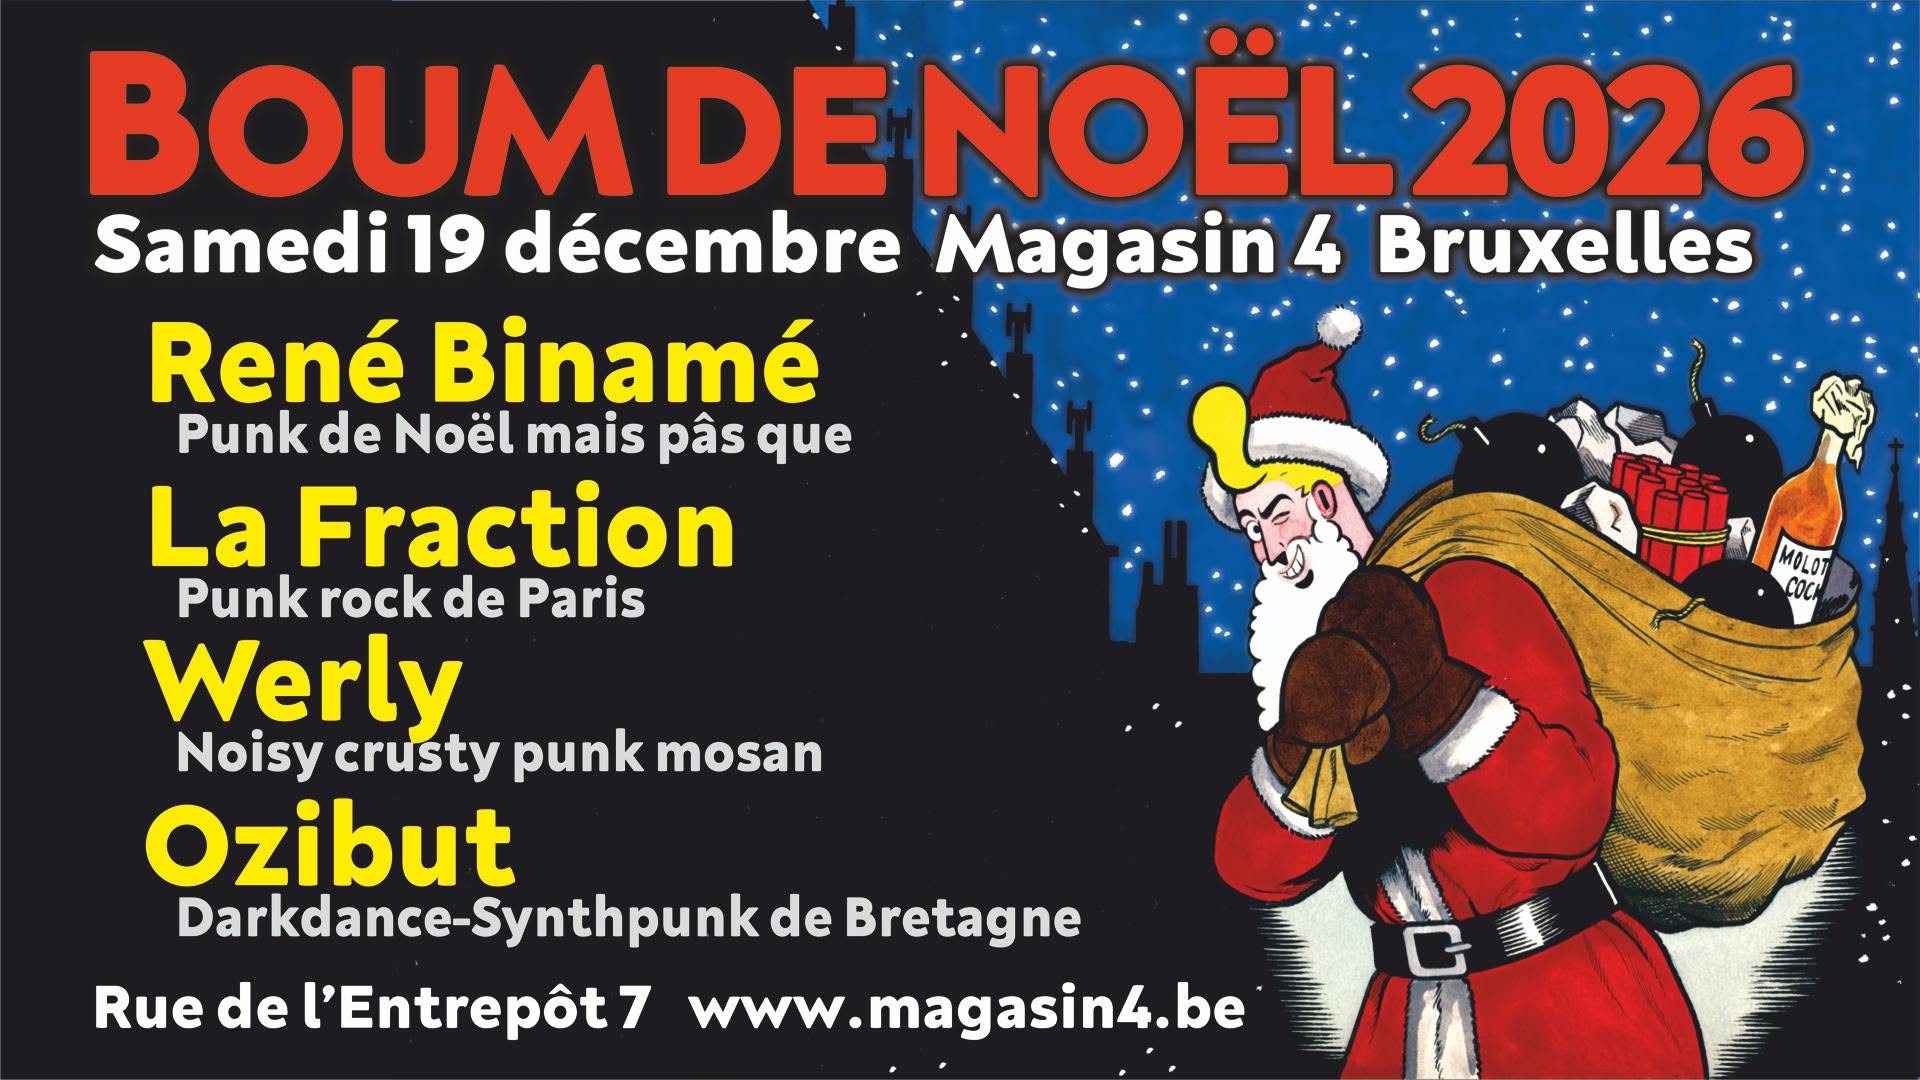 BOUM DE NOËL 2026
Samedi 19 décembre Magasin 4 Bruxelles
René Binamé
Punk de Noël mais pâs que
La Fraction
Punk rock de Paris
Werly
Noisy crusty punk mosan
Ozibut
Darkdance-Synthpunk de Bretagne
Rue de l'Entrepôt 7 www.magasin4.be
MOLOT
COCK